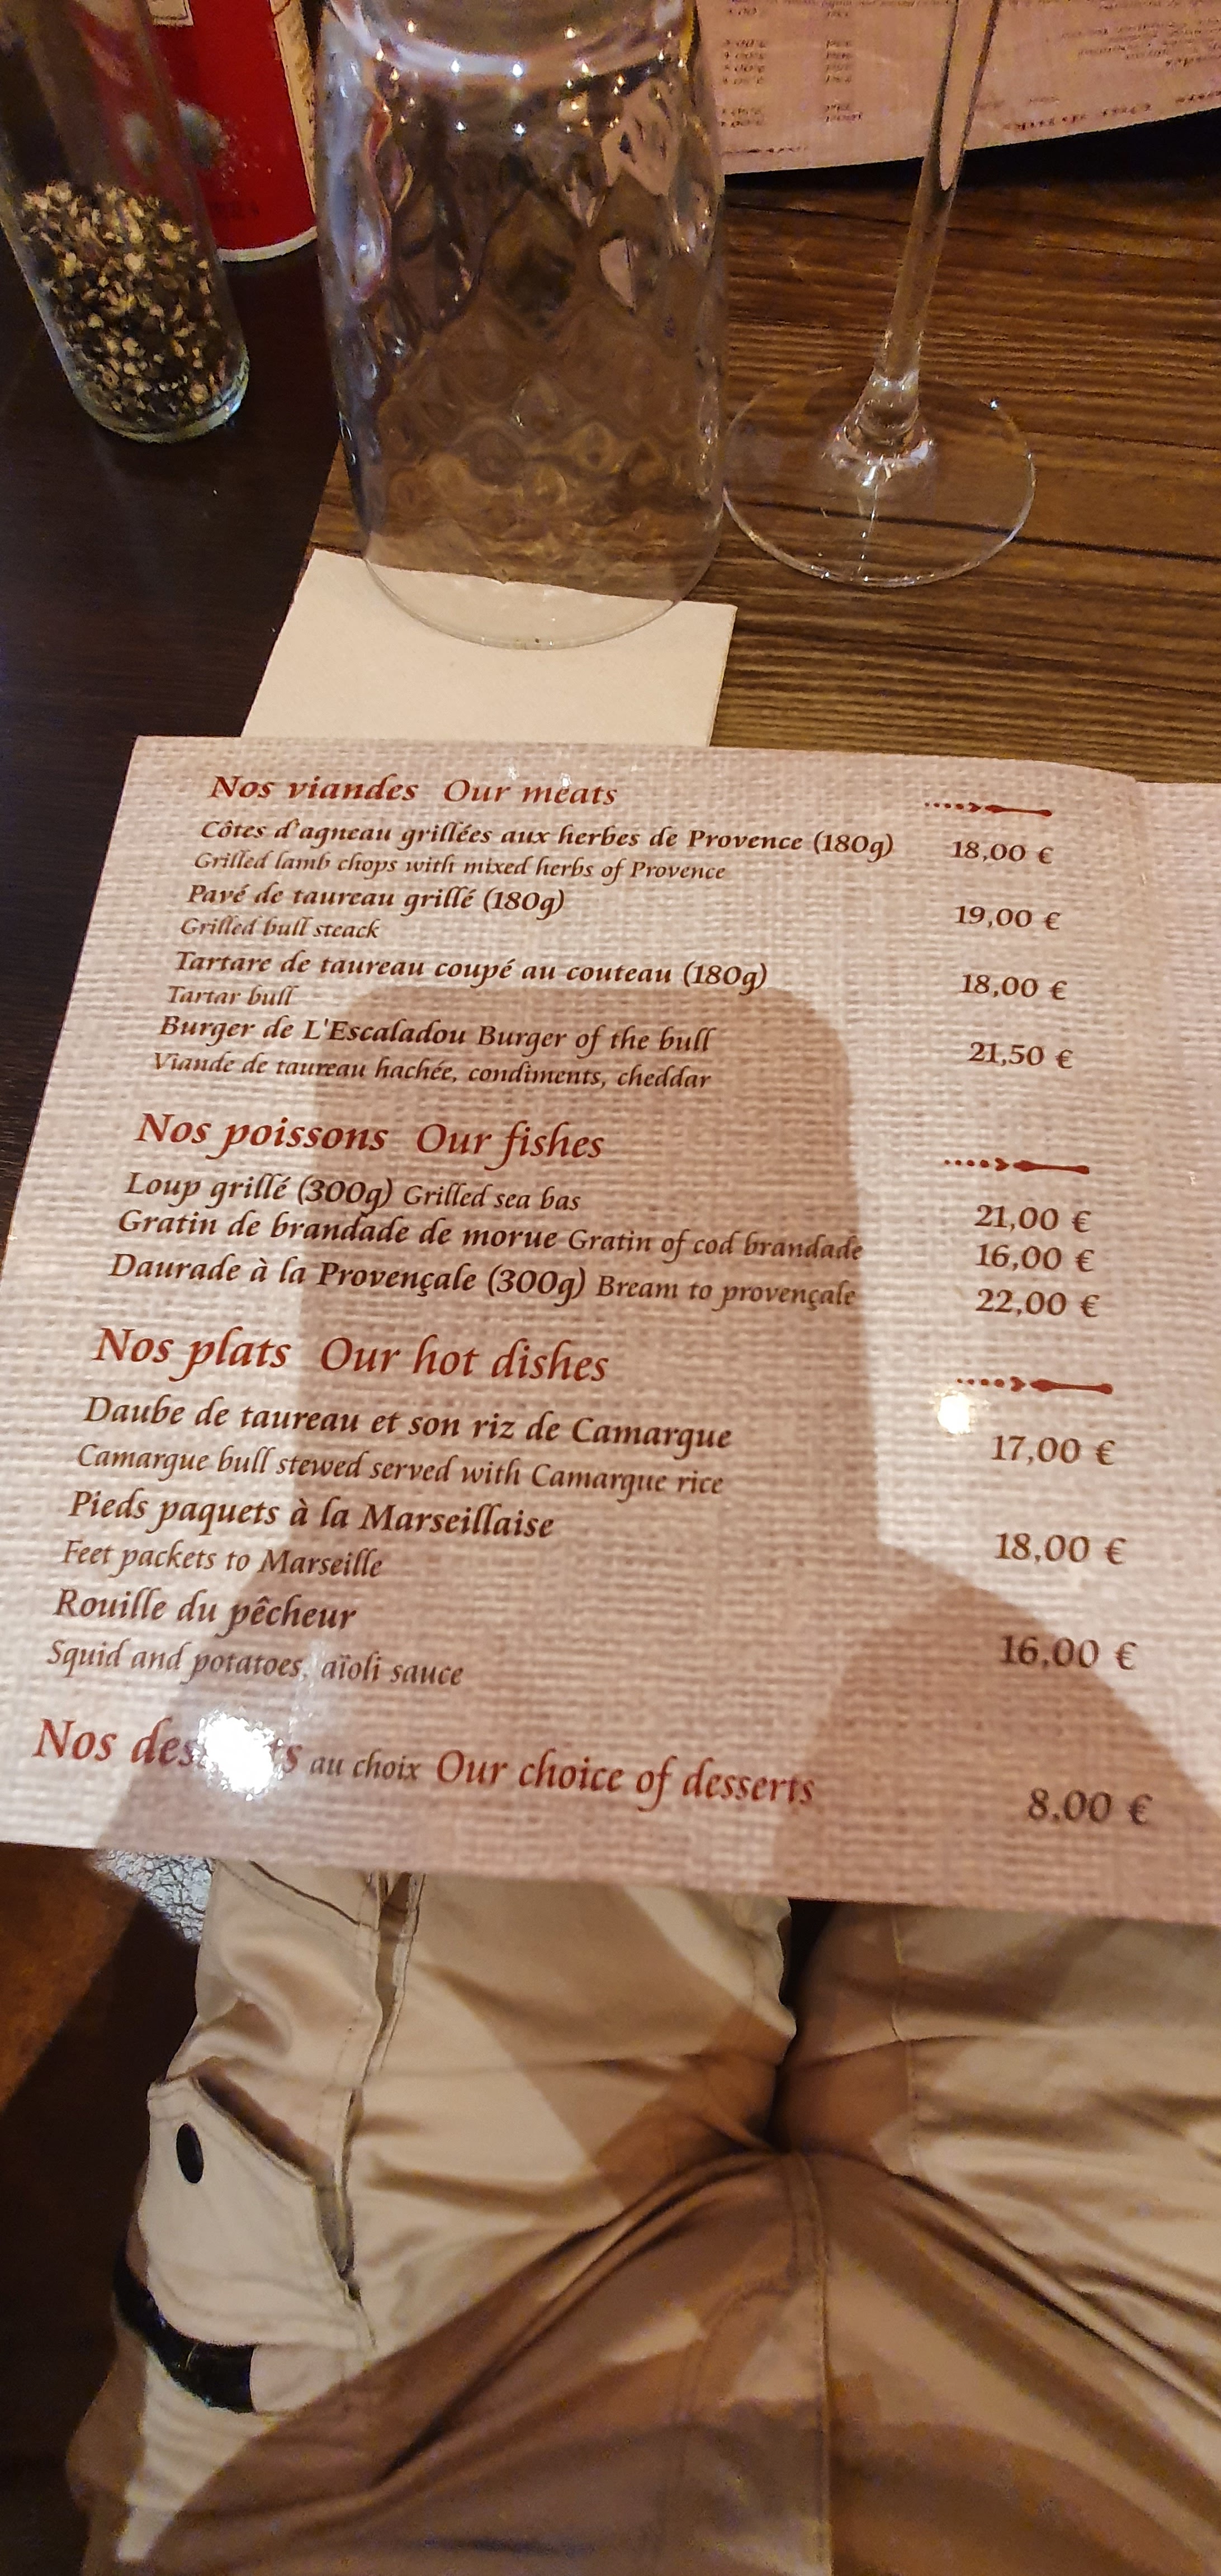 Nos viandes Our meats
Côtes d'agneau grillées aux herbes de Provence (180g) 18,00 €
Grilled lamb chops with mixed herbs of Provence
Pavé de taureau grillé (180g) 19,00 €
Grilled bull steack
Tartare de taureau coupé au couteau (180g) 18,00 €
Tartar bull
Burger de L'Escaladou Burger of the bull 21,50 €
Viande de taureau hachée, condiments, cheddar
Nos poissons Our fishes
Loup grillé (300g) Grilled sea bas 21,00 €
Gratin de brandade de morue Gratin of cod brandade 16,00 €
Daurade à la Provençale (300g) Bream to provençale 22,00 €
Nos plats Our hot dishes
Daube de taureau et son riz de Camargue 17,00 €
Camargue bull stewed served with Camargue rice
Pieds paquets à la Marseillaise 18,00 €
Feet packets to Marseille
Rouille du pêcheur 16,00 €
Squid and potatoes, aïoli sauce
Nos desserts au choix Our choice of desserts 8,00 €